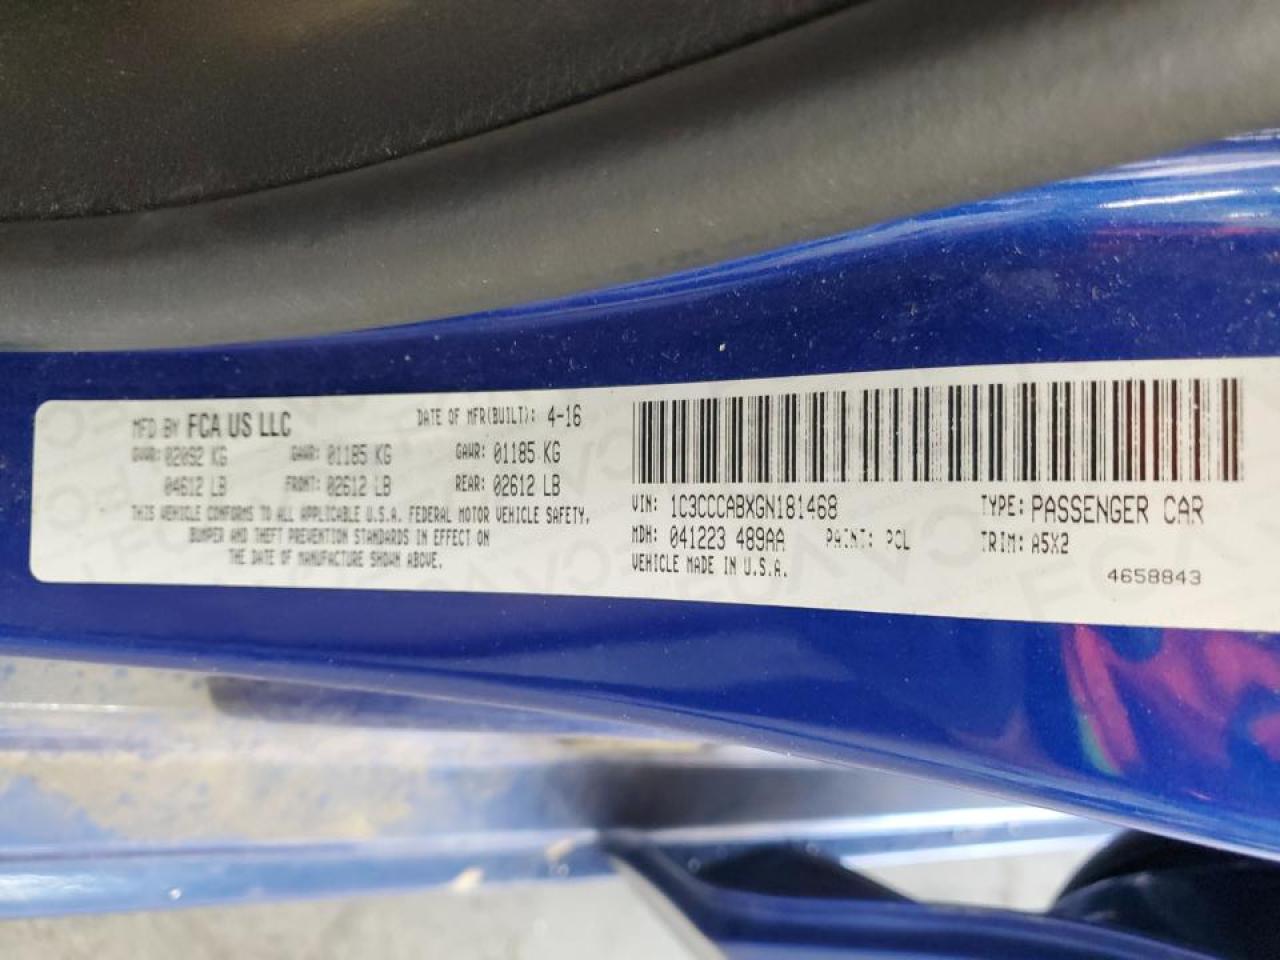 MFD BY FCA US LLC DATE OF MFR(BUILT): 4-16
GVWR: 02092 KG GAWR: 01185 KG GAWR: 01185 KG
04612 LB FRONT: 02612 LB REAR: 02612 LB
THIS VEHICLE CONFORMS TO ALL APPLICABLE U.S.A. FEDERAL MOTOR VEHICLE SAFETY,
BUMPER AND THEFT PREVENTION STANDARDS IN EFFECT ON
THE DATE OF MANUFACTURE SHOWN ABOVE.
VIN: 1C3CCCABXGN181468 TYPE: PASSENGER CAR
MDH: 041223 489AA PAINT: PCL TRIM: A5X2
VEHICLE MADE IN U.S.A.
4658843